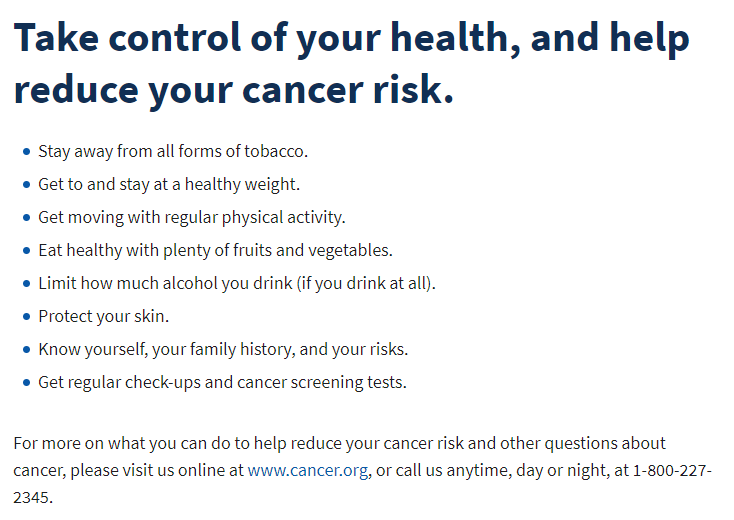 Take control of your health, and help
reduce your cancer risk.
Stay away from all forms of tobacco.
Get to and stay at a healthy weight.
Get moving with regular physical activity.
Eat healthy with plenty of fruits and vegetables.
Limit how much alcohol you drink (if you drink at all).
Protect your skin.
Know yourself, your family history, and your risks.
Get regular check-ups and cancer screening tests.
For more on what you can do to help reduce your cancer risk and other questions about
cancer, please visit us online at www.cancer.org, or call us anytime, day or night, at 1-800-227-
2345.